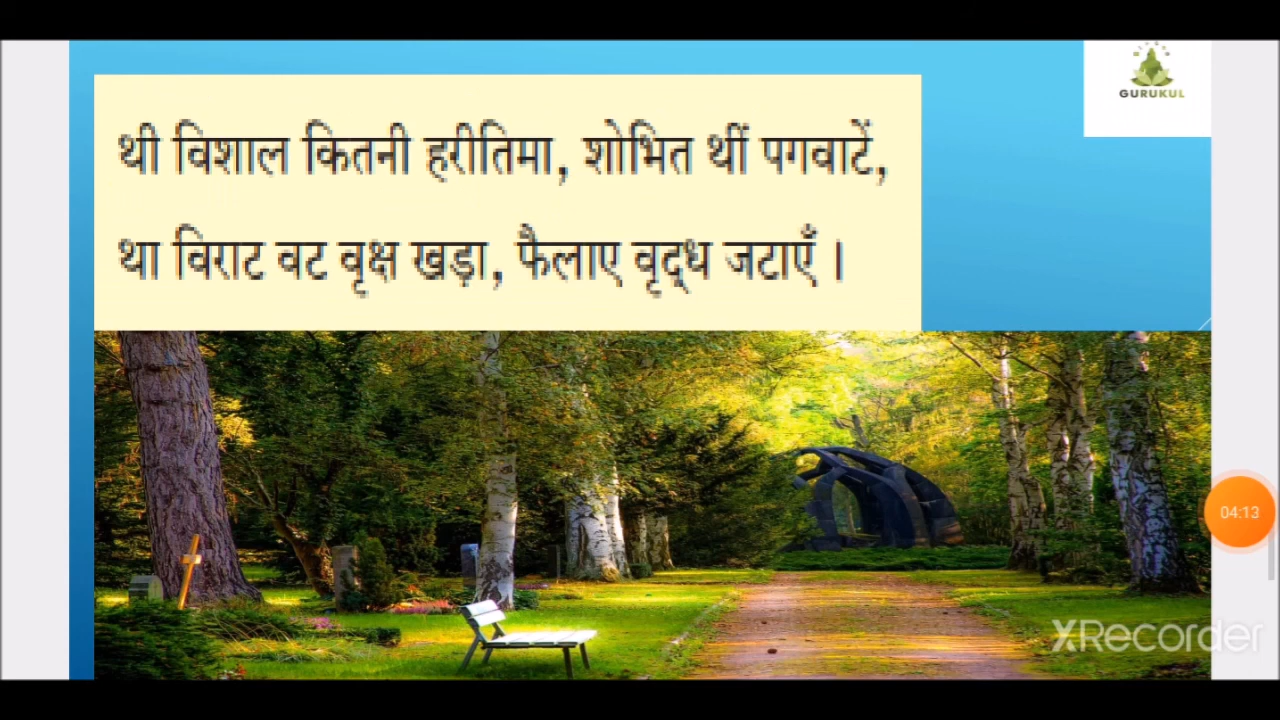 GURUKUL
थी विशाल कितनी हरीतिमा, शोभित थीं पगवाटें,
था विराट वट वृक्ष खड़ा, फैलाए वृद्ध जटाएँ ।
04:13
XRecorder